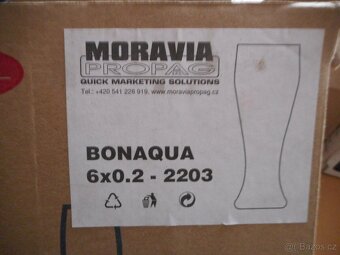 MORAVIA
PROPAG
QUICK MARKETING SOLUTIONS
Tel.: +420 541 226 919, www.moraviapropag.cz
BONAQUA
6x0.2 - 2203
© Bazos.cz